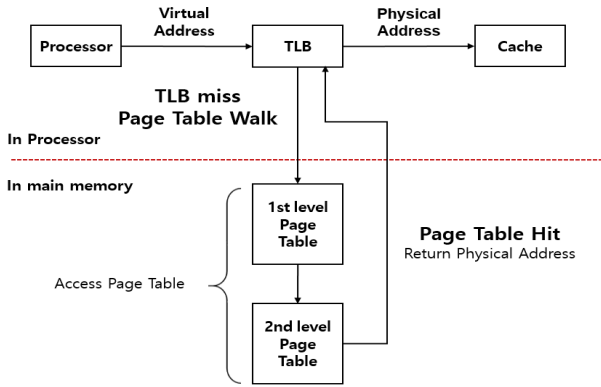 Virtual
Address
Physical
Address
Processor
TLB
Cache
TLB miss
Page Table Walk
In Processor
In main memory
1st level
Page
Table
Page Table Hit
Return Physical Address
Access Page Table
2nd level
Page
Table